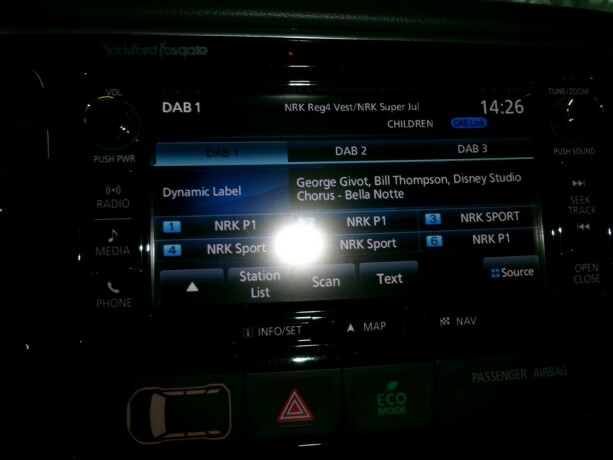 Rockford Fosgate
VOL
TUNE/ZOOM
DAB 1
NRK Reg4 Vest/NRK Super Jul
14:26
CHILDREN
DAB Link
PUSH PWR
PUSH SOUND
DAB 1
DAB 2
DAB 3
Dynamic Label
George Givot, Bill Thompson, Disney Studio
Chorus - Bella Notte
RADIO
SEEK
TRACK
1 NRK P1
NRK P1
3 NRK SPORT
4 NRK Sport
NRK Sport
6 NRK P1
MEDIA
Station
List
Scan
Text
Source
OPEN
CLOSE
PHONE
INFO/SET
MAP
NAV
ECO
MODE
PASSENGER AIRBAG